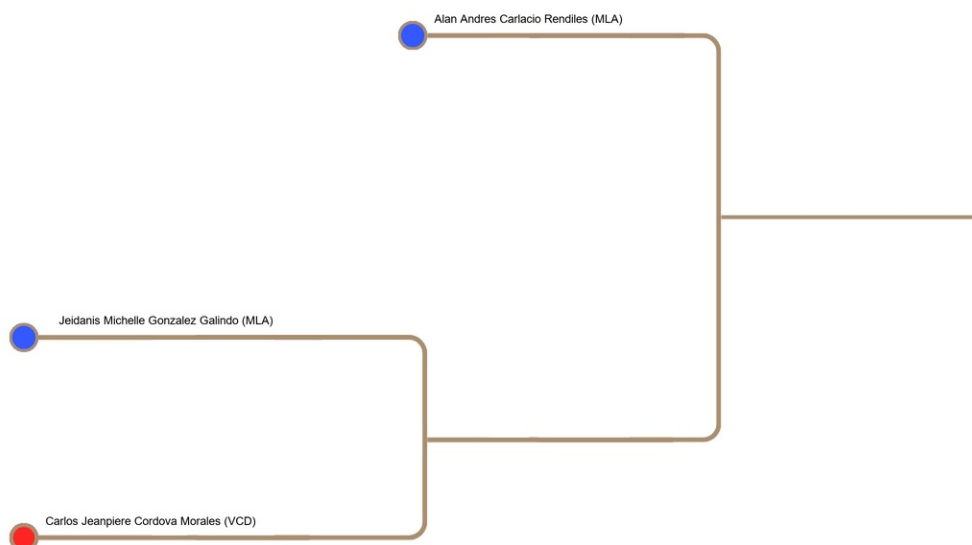 Alan Andres Carlacio Rendiles (MLA)
Jeidanis Michelle Gonzalez Galindo (MLA)
Carlos Jeanpiere Cordova Morales (VCD)